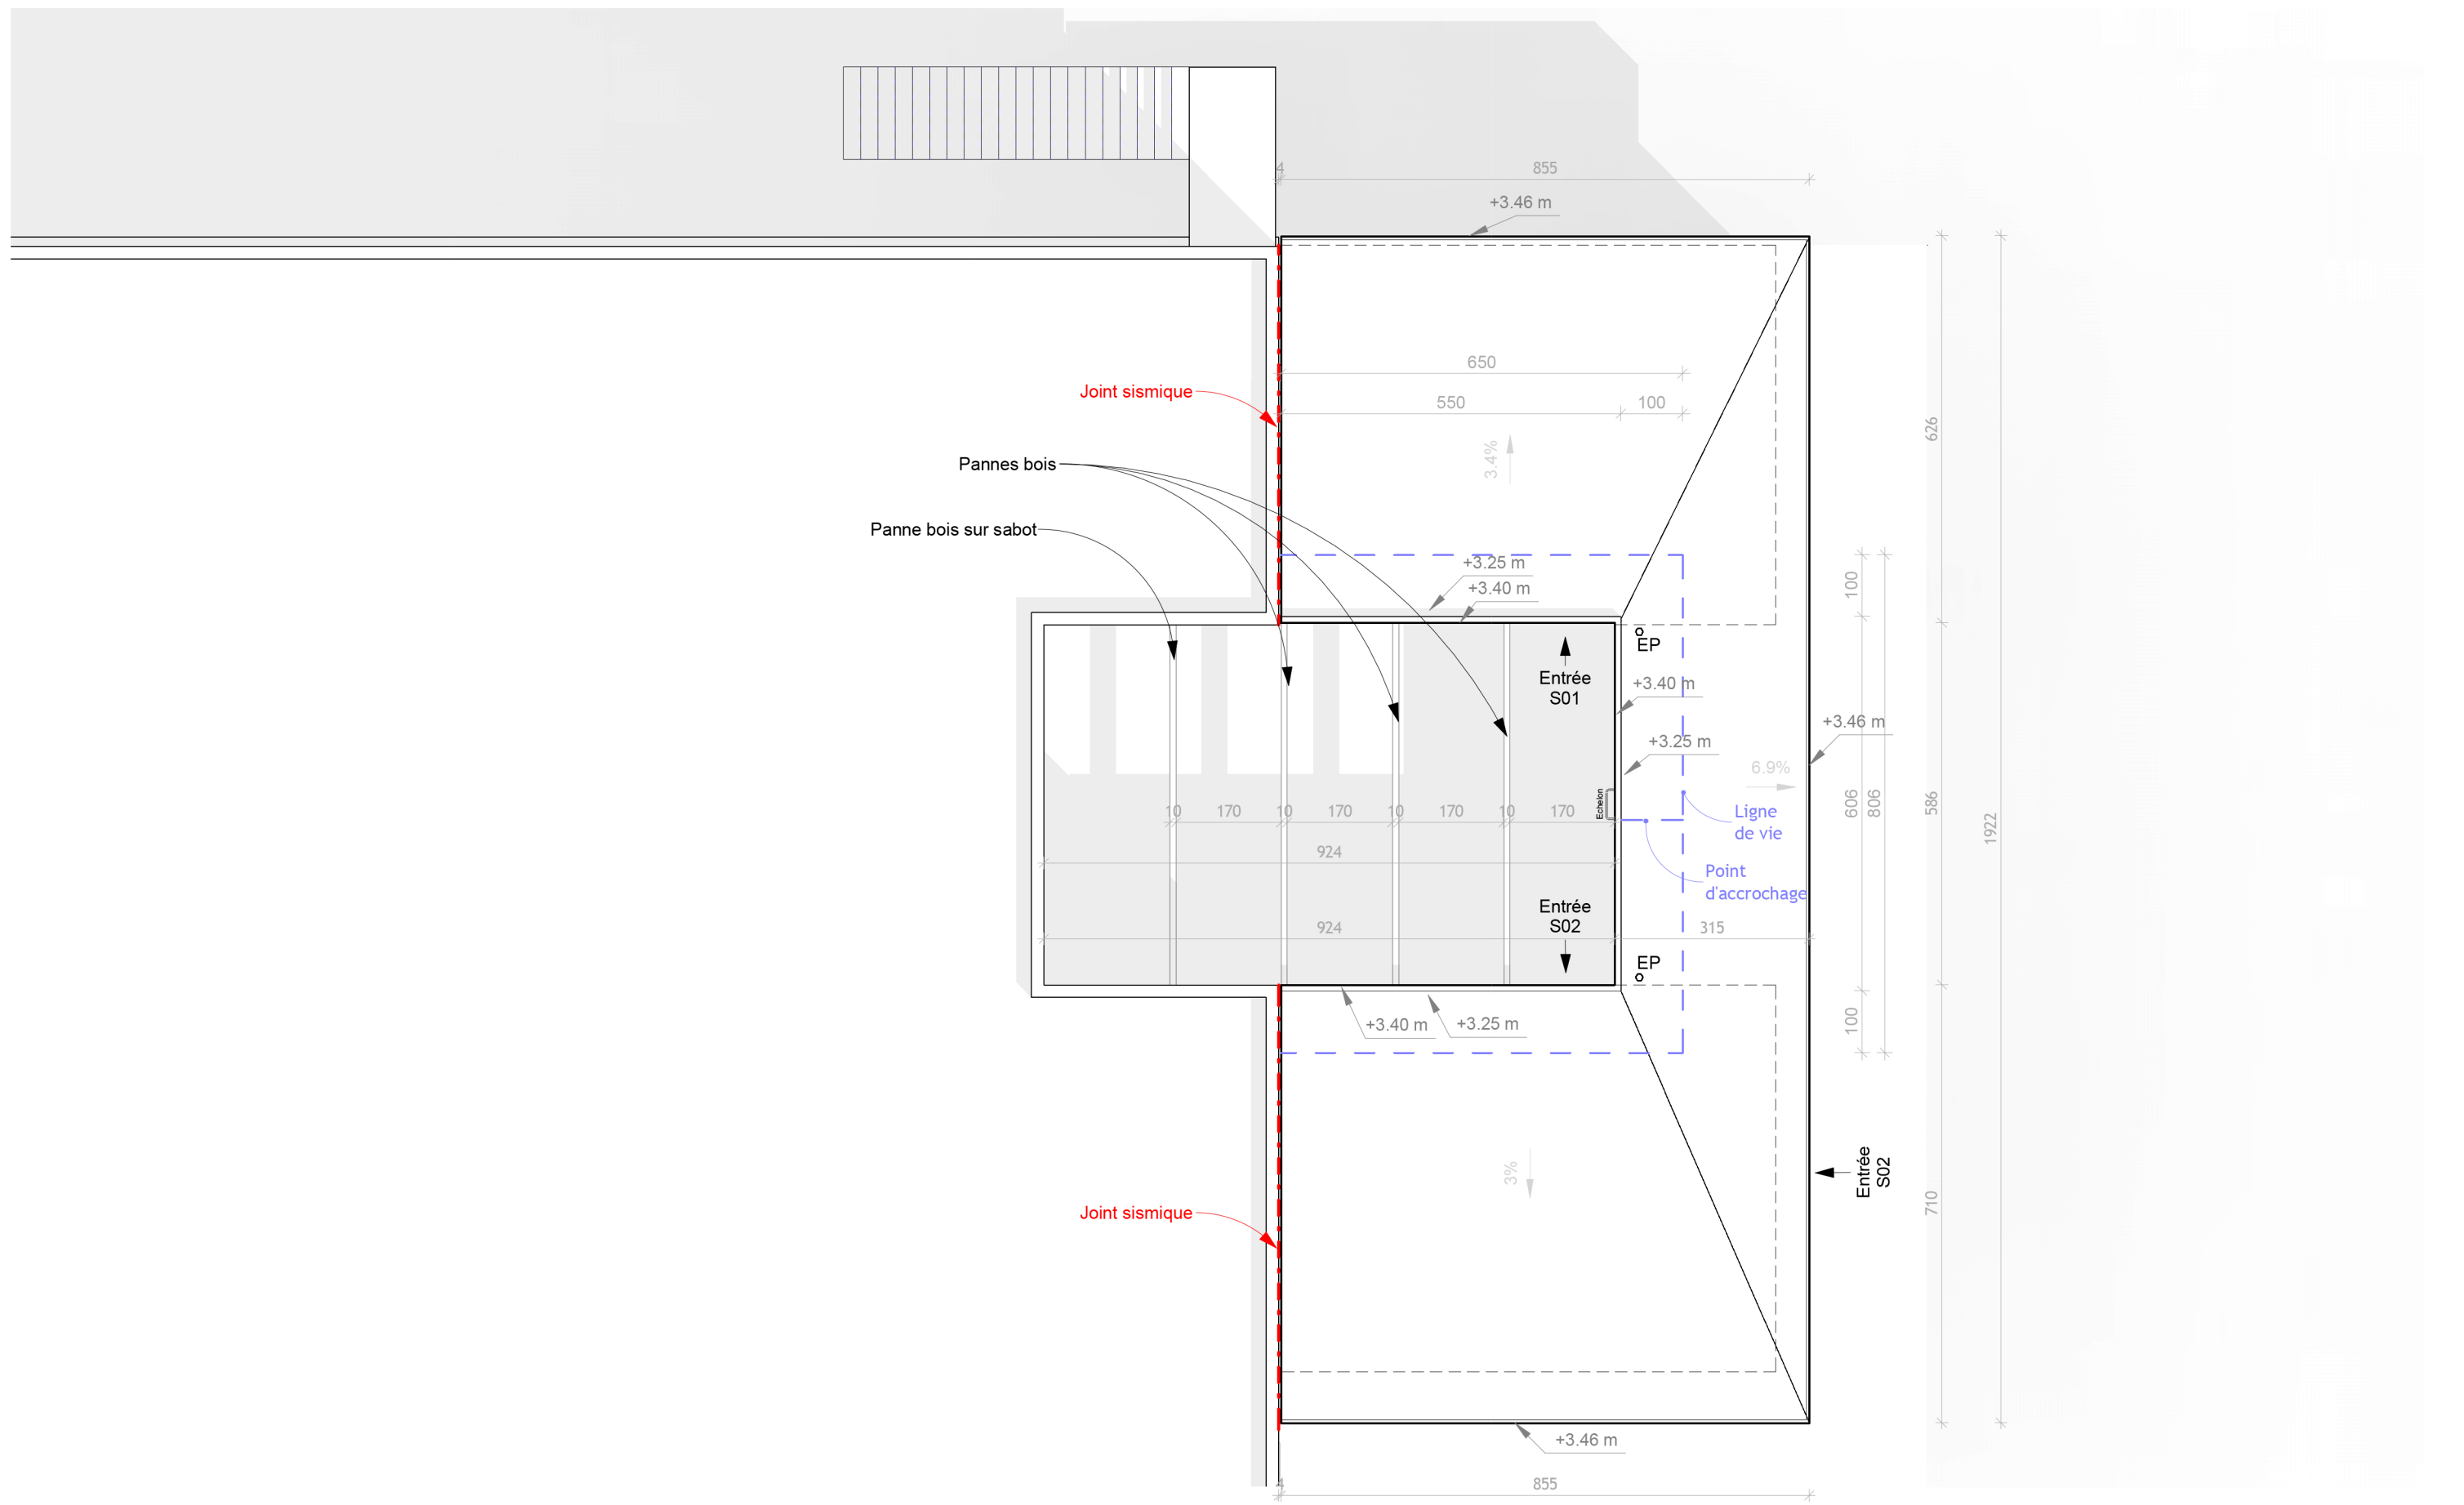 4
855
+3.46 m
650
Joint sismique
550
100
626
3.4%
Pannes bois
Panne bois sur sabot
+3.25 m
100
+3.40 m
EP
Entrée
S01
+3.40 m
+3.46 m
+3.25 m
6.9%
10
170
10
170
10
170
10
170
Echelon
Ligne
de vie
606
806
586
1922
924
Point
d'accrochage
Entrée
S02
924
315
EP
100
+3.40 m
+3.25 m
3%
Entrée
S02
710
Joint sismique
+3.46 m
4
855